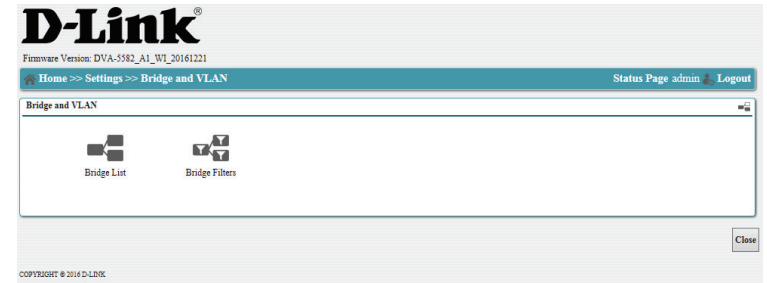 D-Link®
Firmware Version: DVA-5582_A1_WI_20161221
Home >> Settings >> Bridge and VLAN Status Page admin Logout
Bridge and VLAN
Bridge List Bridge Filters
Close
COPYRIGHT © 2016 D-LINK